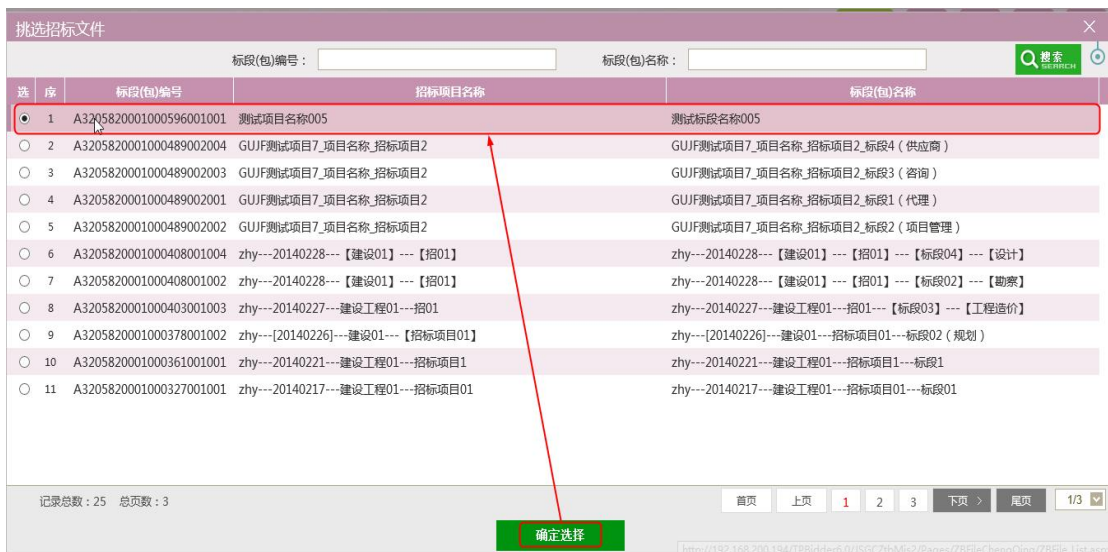 挑选招标文件
标段(包)编号： 标段(包)名称： 搜索 SEARCH
选 序 标段(包)编号 招标项目名称 标段(包)名称
1 A3205820001000596001001 测试项目名称005 测试标段名称005
2 A3205820001000489002004 GUJF测试项目7_项目名称_招标项目2 GUJF测试项目7_项目名称_招标项目2_标段4（供应商）
3 A3205820001000489002003 GUJF测试项目7_项目名称_招标项目2 GUJF测试项目7_项目名称_招标项目2_标段3（咨询）
4 A3205820001000489002001 GUJF测试项目7_项目名称_招标项目2 GUJF测试项目7_项目名称_招标项目2_标段1（代理）
5 A3205820001000489002002 GUJF测试项目7_项目名称_招标项目2 GUJF测试项目7_项目名称_招标项目2_标段2（项目管理）
6 A3205820001000408001004 zhy---20140228---【建设01】---【招01】 zhy---20140228---【建设01】---【招01】---【标段04】---【设计】
7 A3205820001000408001002 zhy---20140228---【建设01】---【招01】 zhy---20140228---【建设01】---【招01】---【标段02】---【勘察】
8 A3205820001000403001003 zhy---20140227---建设工程01---招01 zhy---20140227---建设工程01---招01---【标段03】---【工程造价】
9 A3205820001000378001002 zhy---[20140226]---建设01---【招标项目01】 zhy---[20140226]---建设01---招标项目01---标段02（规划）
10 A3205820001000361001001 zhy---20140221---建设工程01---招标项目1 zhy---20140221---建设工程01---招标项目1---标段1
11 A3205820001000327001001 zhy---20140217---建设工程01---招标项目01 zhy---20140217---建设工程01---招标项目01---标段01
记录总数：25 总页数：3 首页 上页 1 2 3 下页 > 尾页 1/3
确定选择
http://192.168.200.194/TPBidder6.0/JSGCZtbMis2/Pages/ZBFileChengQing/ZBFile_List.asp